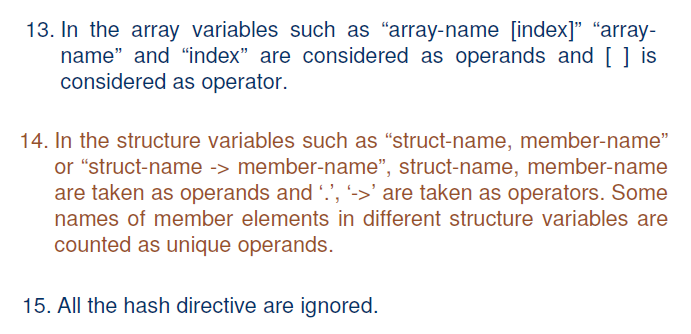 13. In the array variables such as “array-name [index]” “array-
name” and “index” are considered as operands and [ ] is
considered as operator.
14. In the structure variables such as “struct-name, member-name”
or “struct-name -> member-name”, struct-name, member-name
are taken as operands and ‘.’, ‘->’ are taken as operators. Some
names of member elements in different structure variables are
counted as unique operands.
15. All the hash directive are ignored.